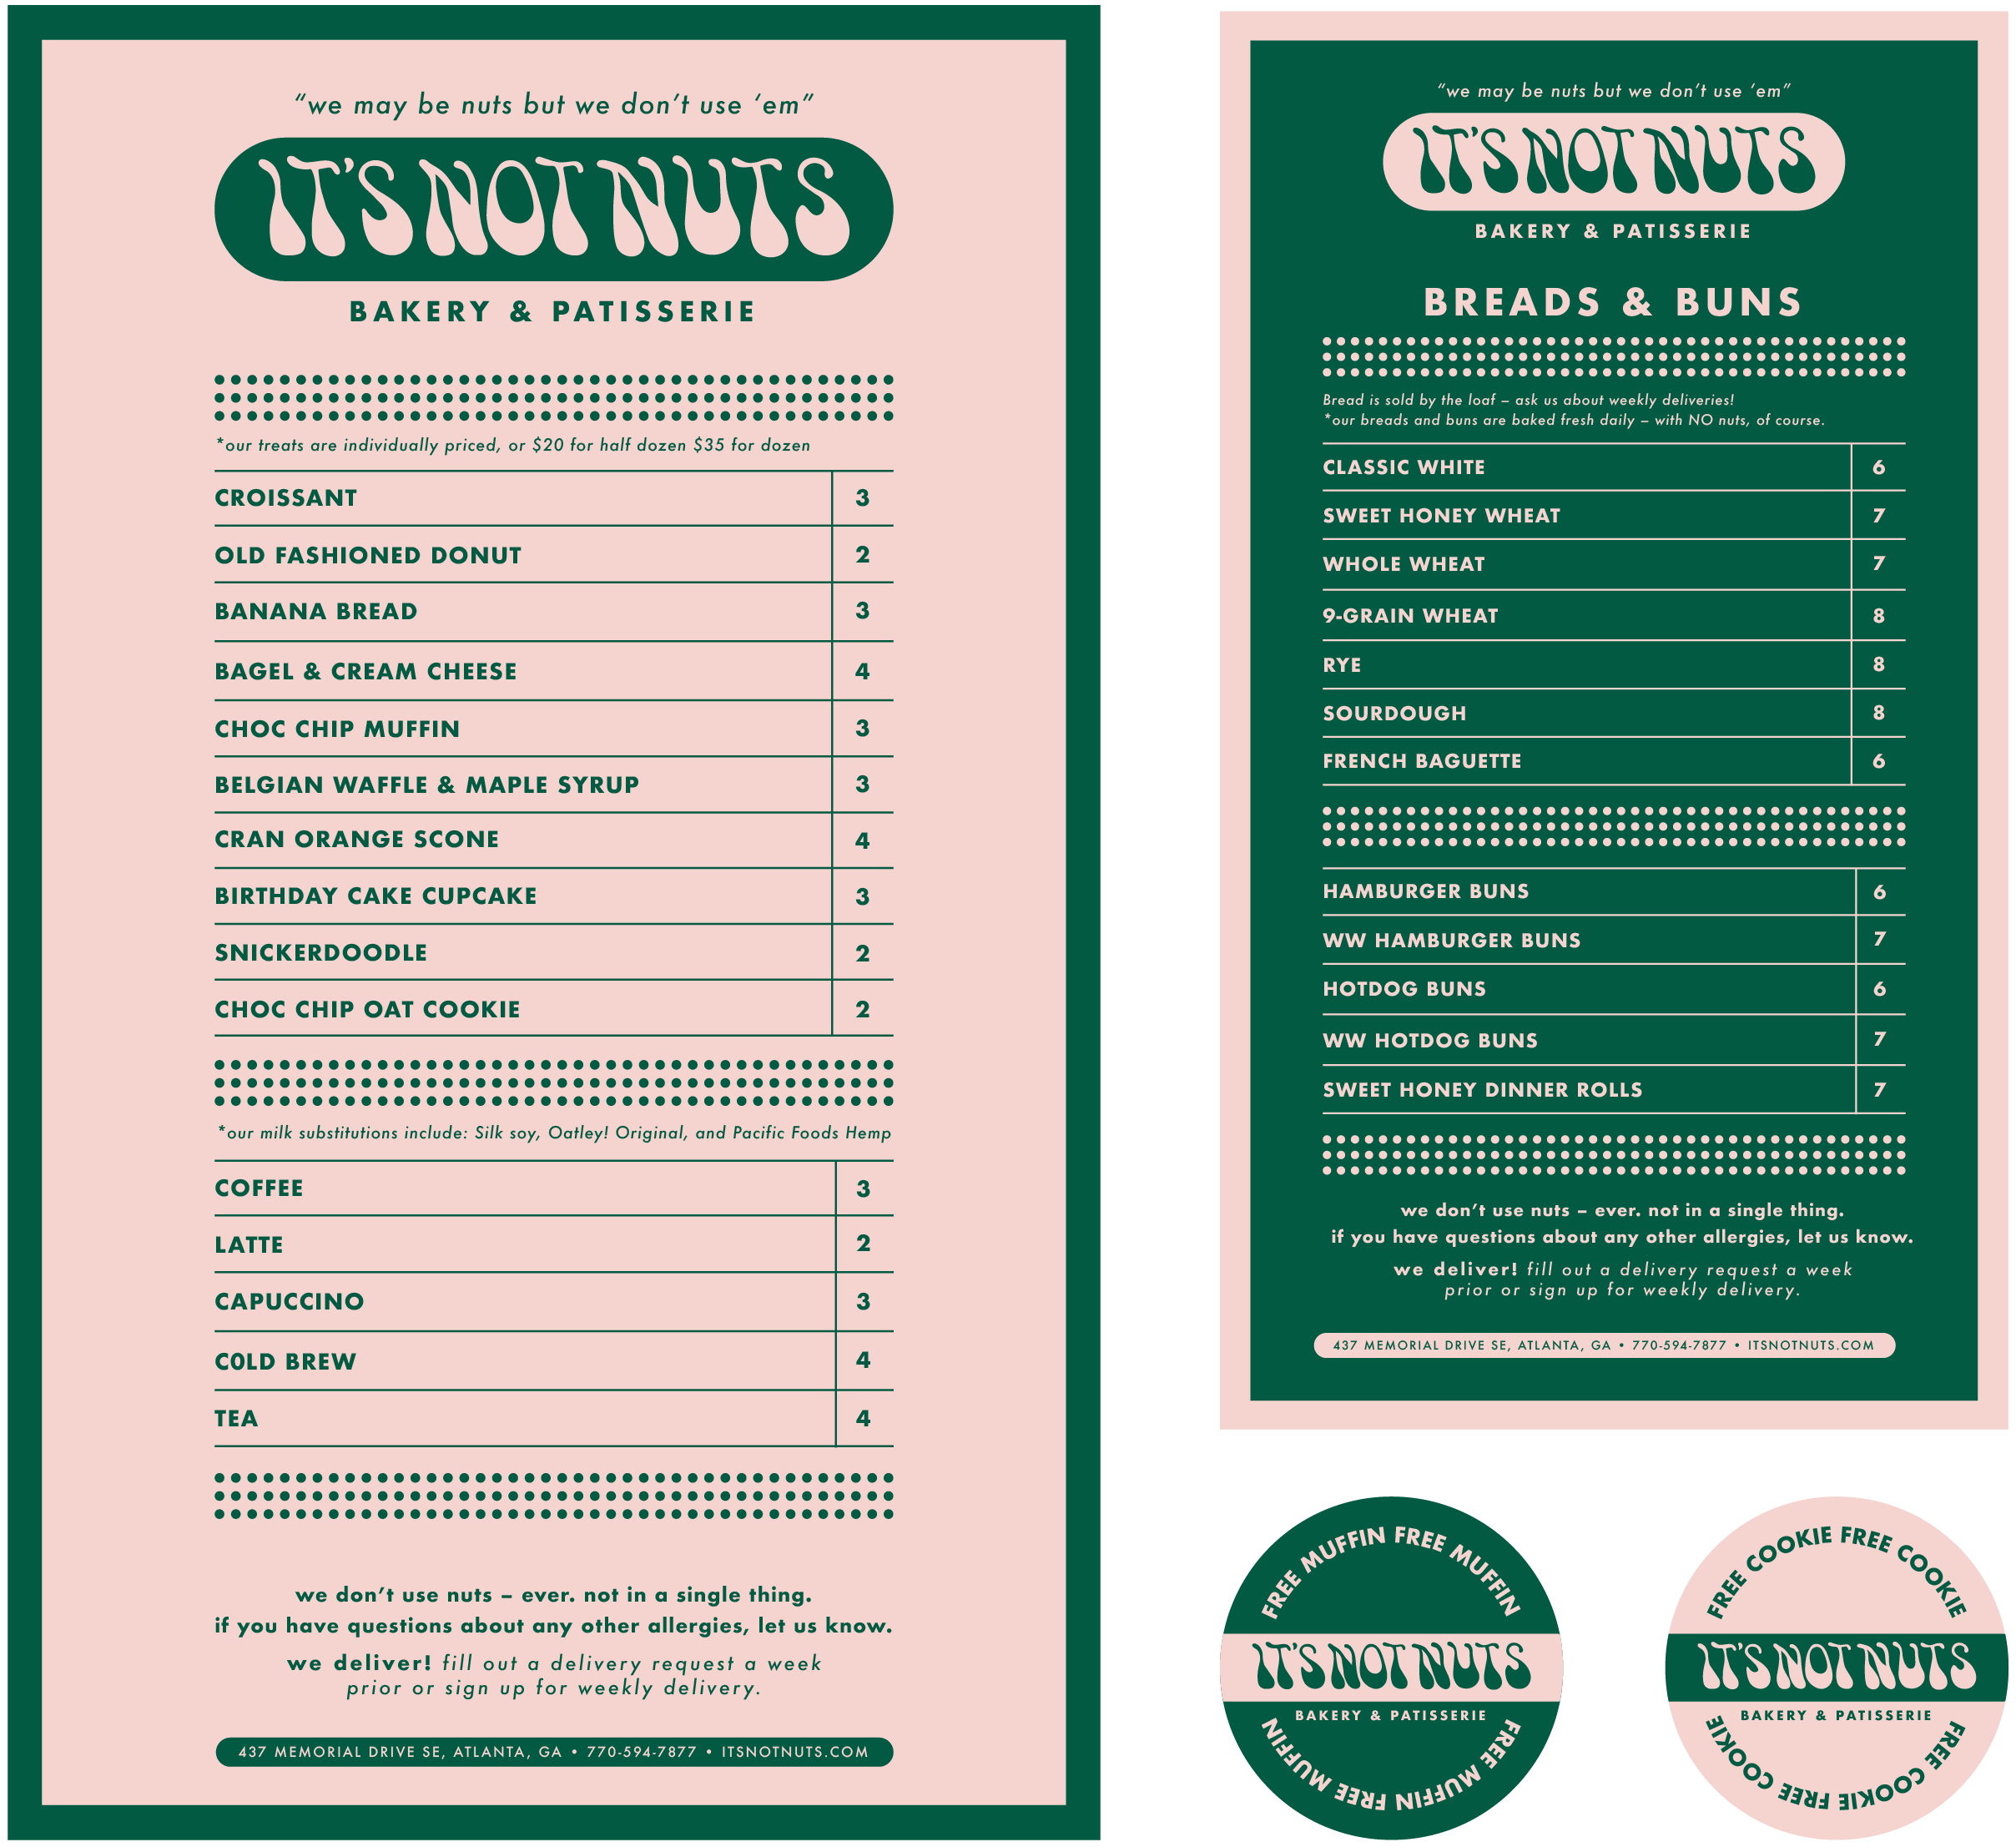 “we may be nuts but we don’t use ‘em”
IT'S NOT NUTS
BAKERY & PATISSERIE
*our treats are individually priced, or $20 for half dozen $35 for dozen
CROISSANT 3
OLD FASHIONED DONUT 2
BANANA BREAD 3
BAGEL & CREAM CHEESE 4
CHOC CHIP MUFFIN 3
BELGIAN WAFFLE & MAPLE SYRUP 3
CRAN ORANGE SCONE 4
BIRTHDAY CAKE CUPCAKE 3
SNICKERDOODLE 2
CHOC CHIP OAT COOKIE 2
*our milk substitutions include: Silk soy, Oatley! Original, and Pacific Foods Hemp
COFFEE 3
LATTE 2
CAPUCCINO 3
C0LD BREW 4
TEA 4
we don’t use nuts – ever. not in a single thing.
if you have questions about any other allergies, let us know.
we deliver! fill out a delivery request a week
prior or sign up for weekly delivery.
437 MEMORIAL DRIVE SE, ATLANTA, GA • 770-594-7877 • ITSNOTNUTS.COM
“we may be nuts but we don’t use ‘em”
IT'S NOT NUTS
BAKERY & PATISSERIE
BREADS & BUNS
Bread is sold by the loaf – ask us about weekly deliveries!
*our breads and buns are baked fresh daily – with NO nuts, of course.
CLASSIC WHITE 6
SWEET HONEY WHEAT 7
WHOLE WHEAT 7
9-GRAIN WHEAT 8
RYE 8
SOURDOUGH 8
FRENCH BAGUETTE 6
HAMBURGER BUNS 6
WW HAMBURGER BUNS 7
HOTDOG BUNS 6
WW HOTDOG BUNS 7
SWEET HONEY DINNER ROLLS 7
we don’t use nuts – ever. not in a single thing.
if you have questions about any other allergies, let us know.
we deliver! fill out a delivery request a week
prior or sign up for weekly delivery.
437 MEMORIAL DRIVE SE, ATLANTA, GA • 770-594-7877 • ITSNOTNUTS.COM
FREE MUFFIN FREE MUFFIN
IT'S NOT NUTS
BAKERY & PATISSERIE
FREE MUFFIN FREE MUFFIN
FREE COOKIE FREE COOKIE
IT'S NOT NUTS
BAKERY & PATISSERIE
FREE COOKIE FREE COOKIE